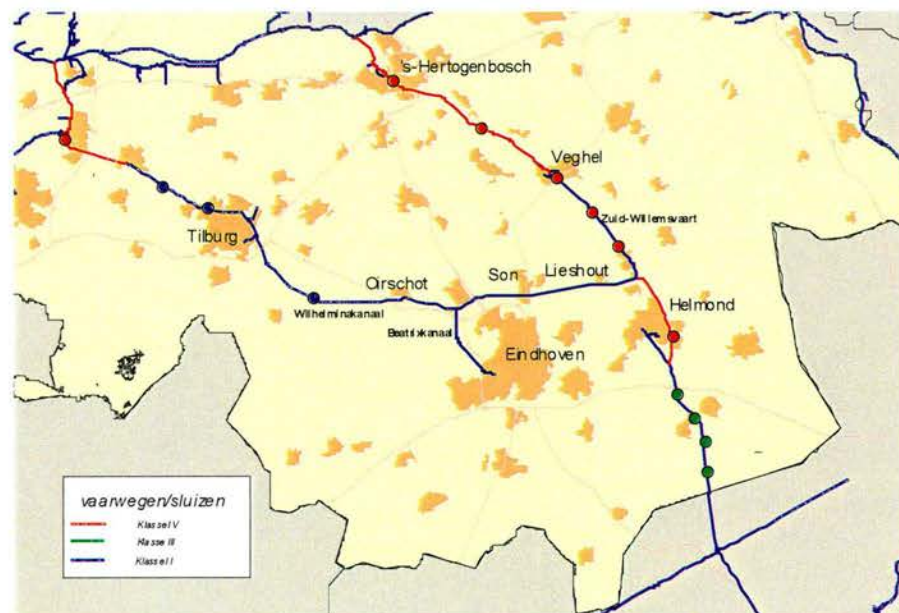 's-Hertogenbosch
Veghel
Zuid-Willemsvaart
Tilburg
Oirschot
Son
Lieshout
Wilhelminakanaal
Helmond
Beatrixkanaal
Eindhoven
vaarwegen/sluizen
Klasse IV
Klasse III
Klasse II